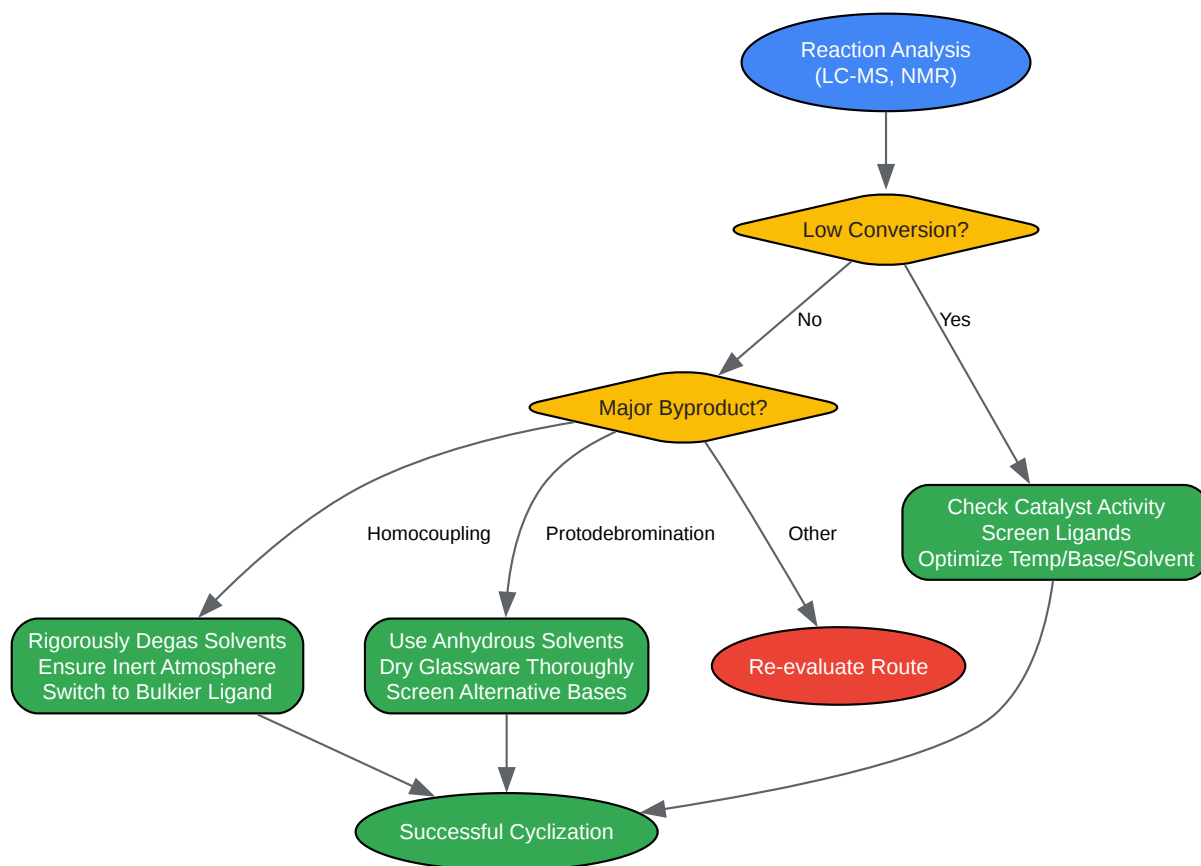 Reaction Analysis
(LC-MS, NMR)
Low Conversion?
No
Yes
Major Byproduct?
Homocoupling
Protodebromination
Other
Check Catalyst Activity
Screen Ligands
Optimize Temp/Base/Solvent
Rigorously Degas Solvents
Ensure Inert Atmosphere
Switch to Bulkier Ligand
Use Anhydrous Solvents
Dry Glassware Thoroughly
Screen Alternative Bases
Re-evaluate Route
Successful Cyclization